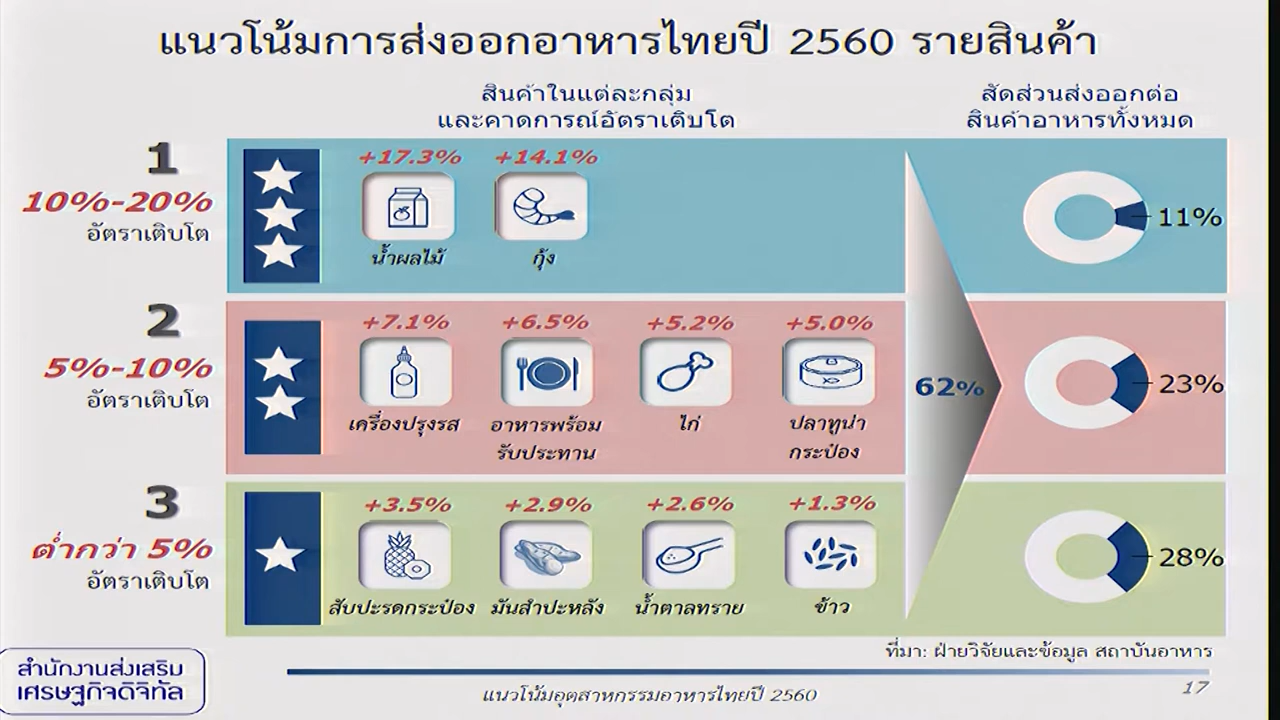 แนวโน้มการส่งออกอาหารไทยปี 2560 รายสินค้า
สินค้าในแต่ละกลุ่ม
และคาดการณ์อัตราเติบโต
สัดส่วนส่งออกต่อ
สินค้าอาหารทั้งหมด
1
10%-20%
อัตราเติบโต
+17.3% +14.1%
น้ำผลไม้ กุ้ง
11%
2
5%-10%
อัตราเติบโต
+7.1% +6.5% +5.2% +5.0%
เครื่องปรุงรส อาหารพร้อม ไก่ ปลาทูน่า
รับประทาน กระป๋อง
62%
23%
3
ต่ำกว่า 5%
อัตราเติบโต
+3.5% +2.9% +2.6% +1.3%
สับปะรดกระป๋อง มันสำปะหลัง น้ำตาลทราย ข้าว
28%
ที่มา: ฝ่ายวิจัยและข้อมูล สถาบันอาหาร
สำนักงานส่งเสริม
เศรษฐกิจดิจิทัล
แนวโน้มอุตสาหกรรมอาหารไทยปี 2560
17